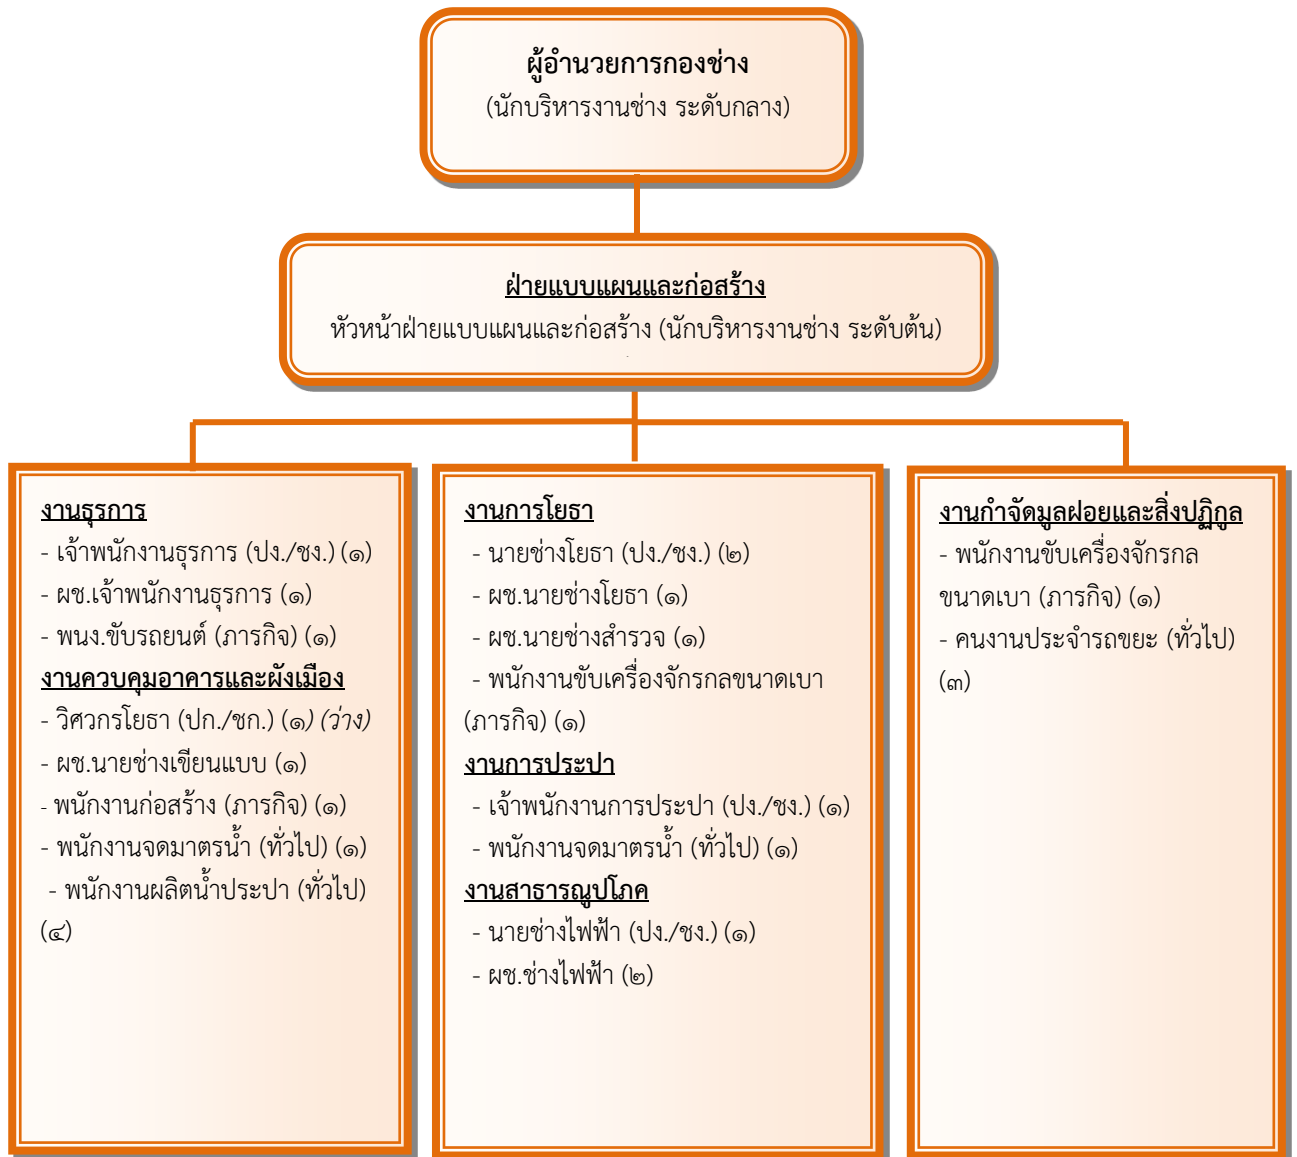 ผู้อำนวยการกองช่าง
(นักบริหารงานช่าง ระดับกลาง)
ฝ่ายแบบแผนและก่อสร้าง
หัวหน้าฝ่ายแบบแผนและก่อสร้าง (นักบริหารงานช่าง ระดับต้น)
งานธุรการ
- เจ้าพนักงานธุรการ (ปง./ชง.) (๑)
- ผช.เจ้าพนักงานธุรการ (๑)
- พนง.ขับรถยนต์ (ภารกิจ) (๑)
งานควบคุมอาคารและผังเมือง
- วิศวกรโยธา (ปก./ชก.) (๑) (ว่าง)
- ผช.นายช่างเขียนแบบ (๑)
- พนักงานก่อสร้าง (ภารกิจ) (๑)
- พนักงานจดมาตรน้ำ (ทั่วไป) (๑)
- พนักงานผลิตน้ำประปา (ทั่วไป)
(๔)
งานการโยธา
- นายช่างโยธา (ปง./ชง.) (๒)
- ผช.นายช่างโยธา (๑)
- ผช.นายช่างสำรวจ (๑)
- พนักงานขับเครื่องจักรกลขนาดเบา
(ภารกิจ) (๑)
งานการประปา
- เจ้าพนักงานการประปา (ปง./ชง.) (๑)
- พนักงานจดมาตรน้ำ (ทั่วไป) (๑)
งานสาธารณูปโภค
- นายช่างไฟฟ้า (ปง./ชง.) (๑)
- ผช.ช่างไฟฟ้า (๒)
งานกำจัดมูลฝอยและสิ่งปฏิกูล
- พนักงานขับเครื่องจักรกล
ขนาดเบา (ภารกิจ) (๑)
- คนงานประจำรถขยะ (ทั่วไป)
(๓)